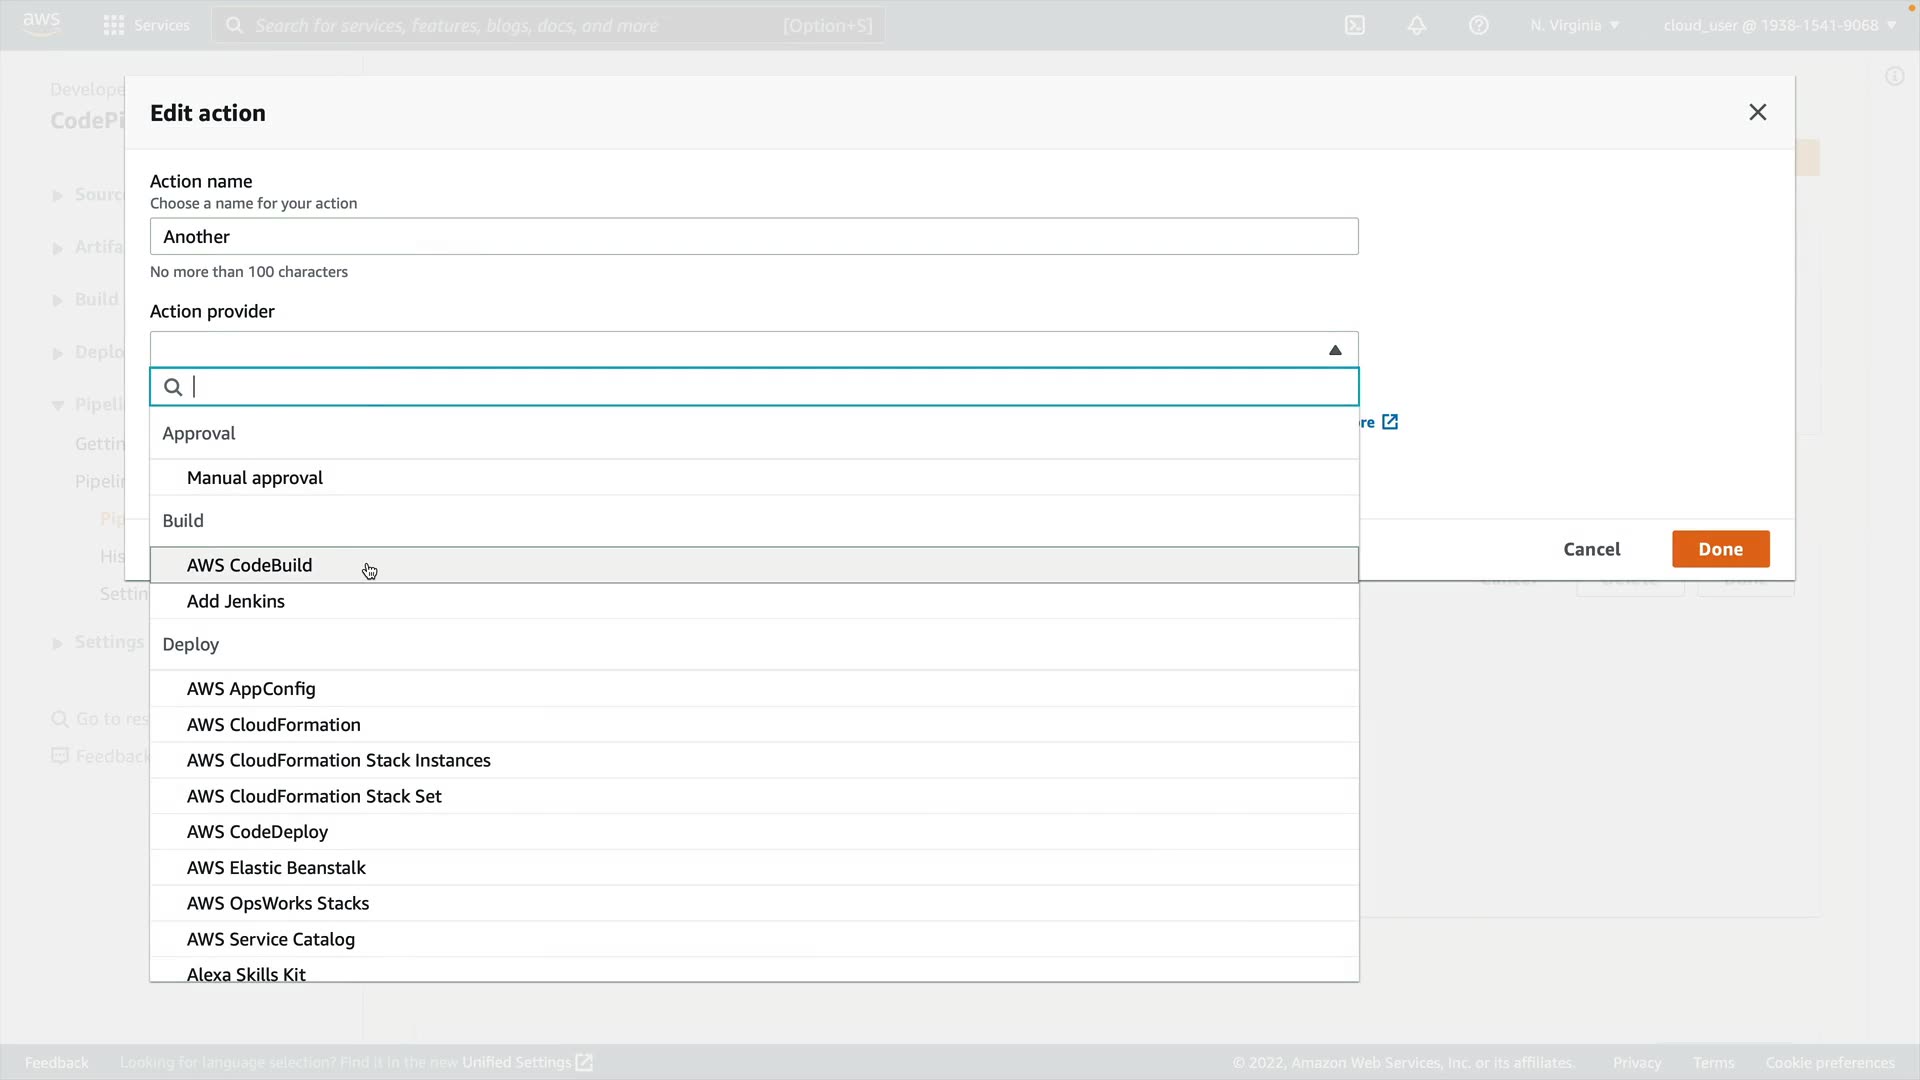 aws
Services
Search for services, features, blogs, docs, and more
[Option+S]
N. Virginia
cloud_user @ 1938-1541-9068
Develope
CodePi
Edit action
Action name
Choose a name for your action
Another
No more than 100 characters
Action provider
re
Approval
Manual approval
Build
AWS CodeBuild
Add Jenkins
Deploy
AWS AppConfig
AWS CloudFormation
AWS CloudFormation Stack Instances
AWS CloudFormation Stack Set
AWS CodeDeploy
AWS Elastic Beanstalk
AWS OpsWorks Stacks
AWS Service Catalog
Alexa Skills Kit
Cancel
Done
Sourc
Artifa
Build
Deplo
Pipeli
Gettin
Pipelin
Pip
His
Settin
Settings
Go to res
Feedback
Feedback
Looking for language selection? Find it in the new Unified Settings
© 2022, Amazon Web Services, Inc. or its affiliates.
Privacy
Terms
Cookie preferences